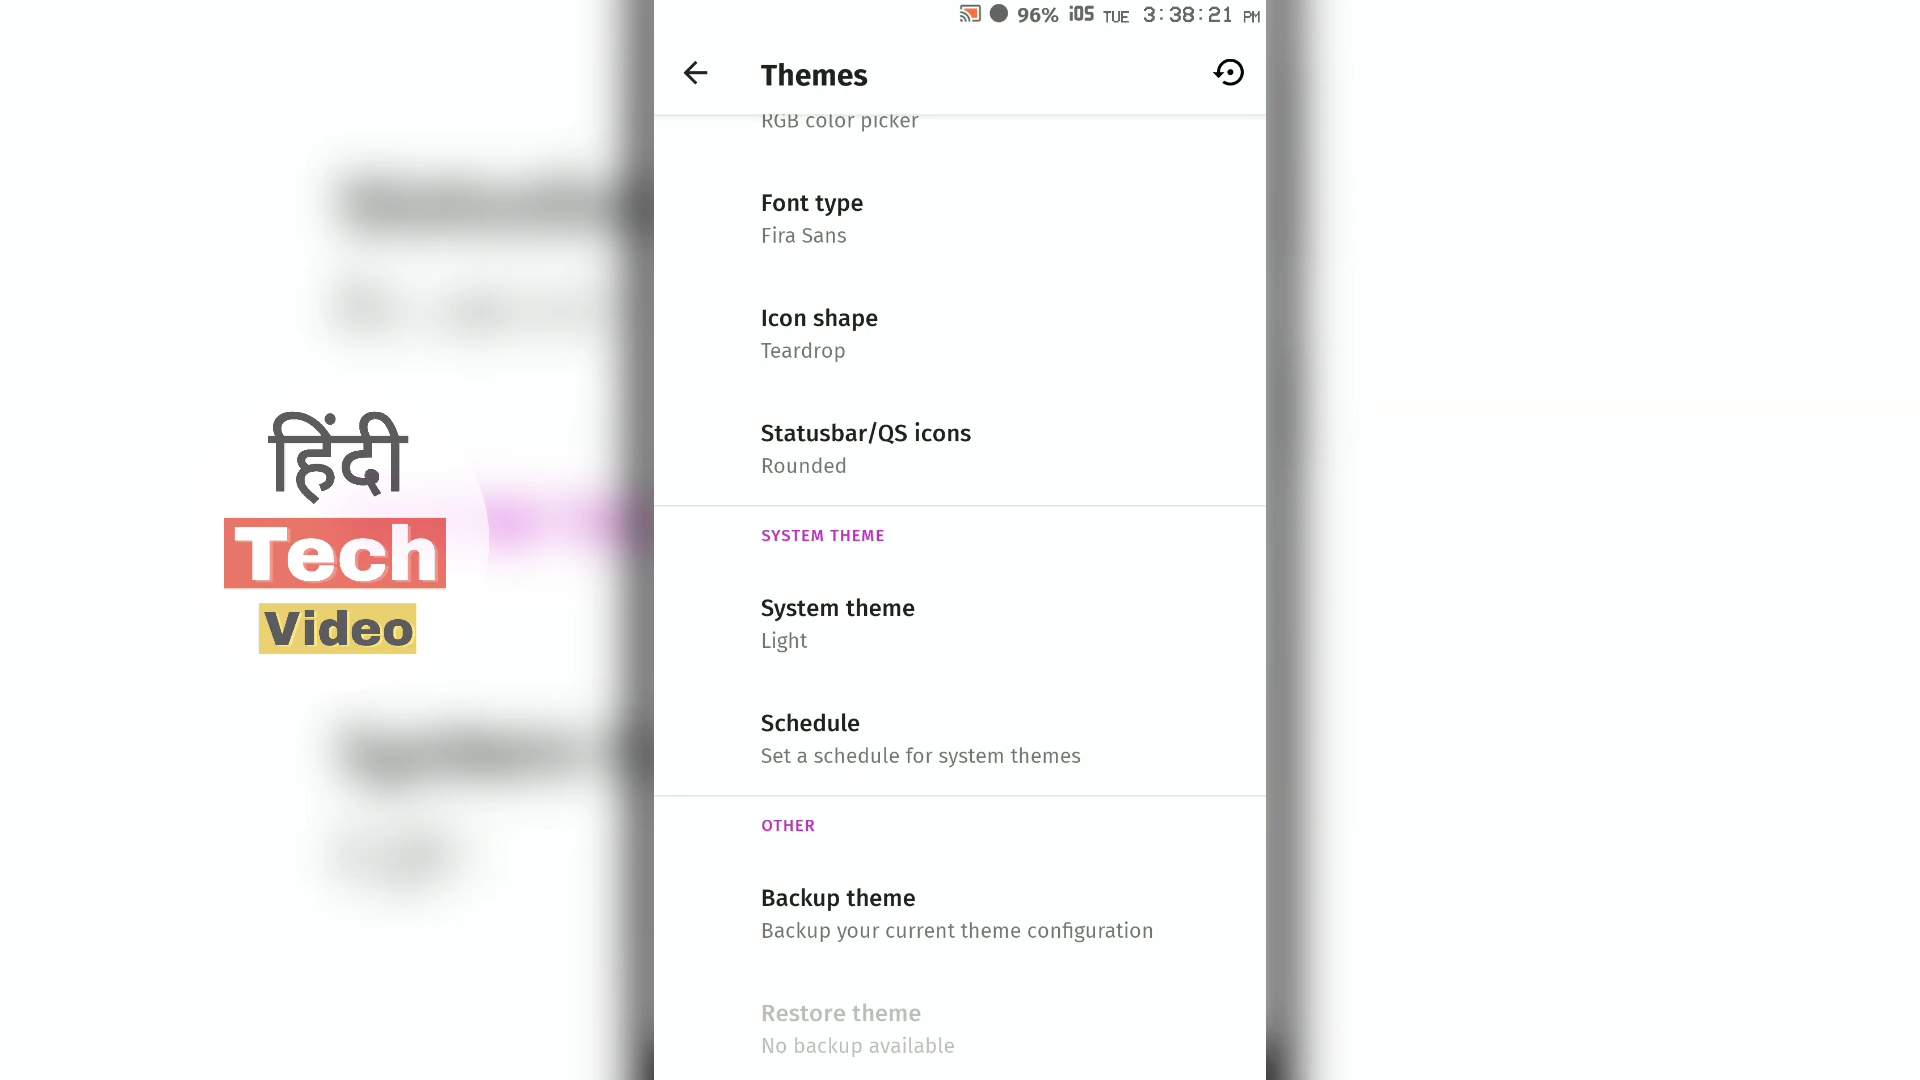 96% iOS TUE 3:38:21 PM
Themes
RGB color picker
Font type
Fira Sans
Icon shape
Teardrop
Statusbar/QS icons
Rounded
SYSTEM THEME
System theme
Light
Schedule
Set a schedule for system themes
OTHER
Backup theme
Backup your current theme configuration
Restore theme
No backup available
हिंदी
Tech
Video